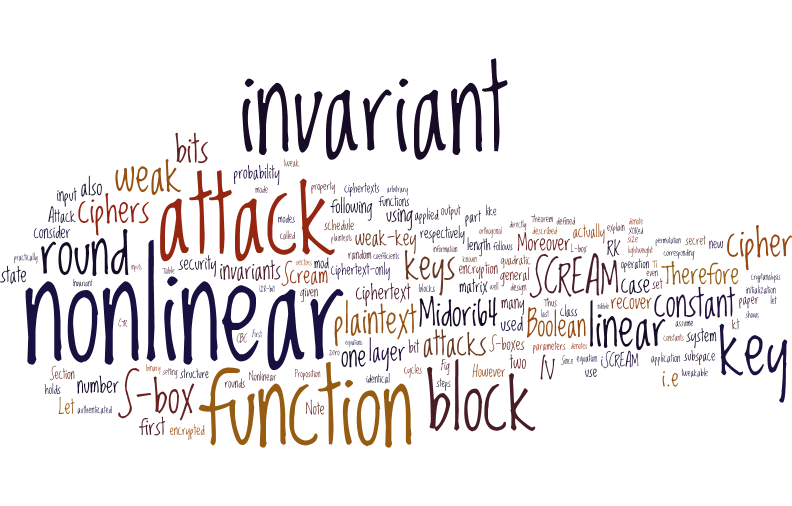 invariant
nonlinear
attack
function
block
key
round
linear
SCREAM
constant
keys
S-box
plaintext
weak
Ciphers
bits
Cipher
Midori64
Boolean
attacks
Therefore
layer
one
case
invariants
Scream
weak-key
ciphertext
ciphertext-only
probability
tweak
mode
properly
ciphertexts
arbitrary
input
also
Attack
consider
state
practically
Invariant
inputs
Table
security
128-bit
vectors
mod
given
modes
called
schedule
plaintexts
following
functions
using
applied
output
part
like
respectively
information
length
follows
orthogonal
directly
Theorem
defined
described
actually
explain
denote
XORed
size
lightweight
Moreover
L-box
RK
permutation
secret
new
corresponding
random
coefficients
known
encryption
quadratic
general
operation
even
set
cryptanalysis
initialization
matrix
well
design
many
used
blocks
Thus
last
class
nibble
recover
paper
let
assume
shows
CTR
CBC
First
zero
equations
bit
S-boxes
parameters
denotes
constants
system
kt
Section
holds
binary
setting
structure
number
rounds
Nonlinear
Proposition
identical
cycles
Fig
steps
However
two
Since
equation
iSCREAM
use
application
subspace
tweakable
i.e
Let
authenticated
first
encrypted
Note